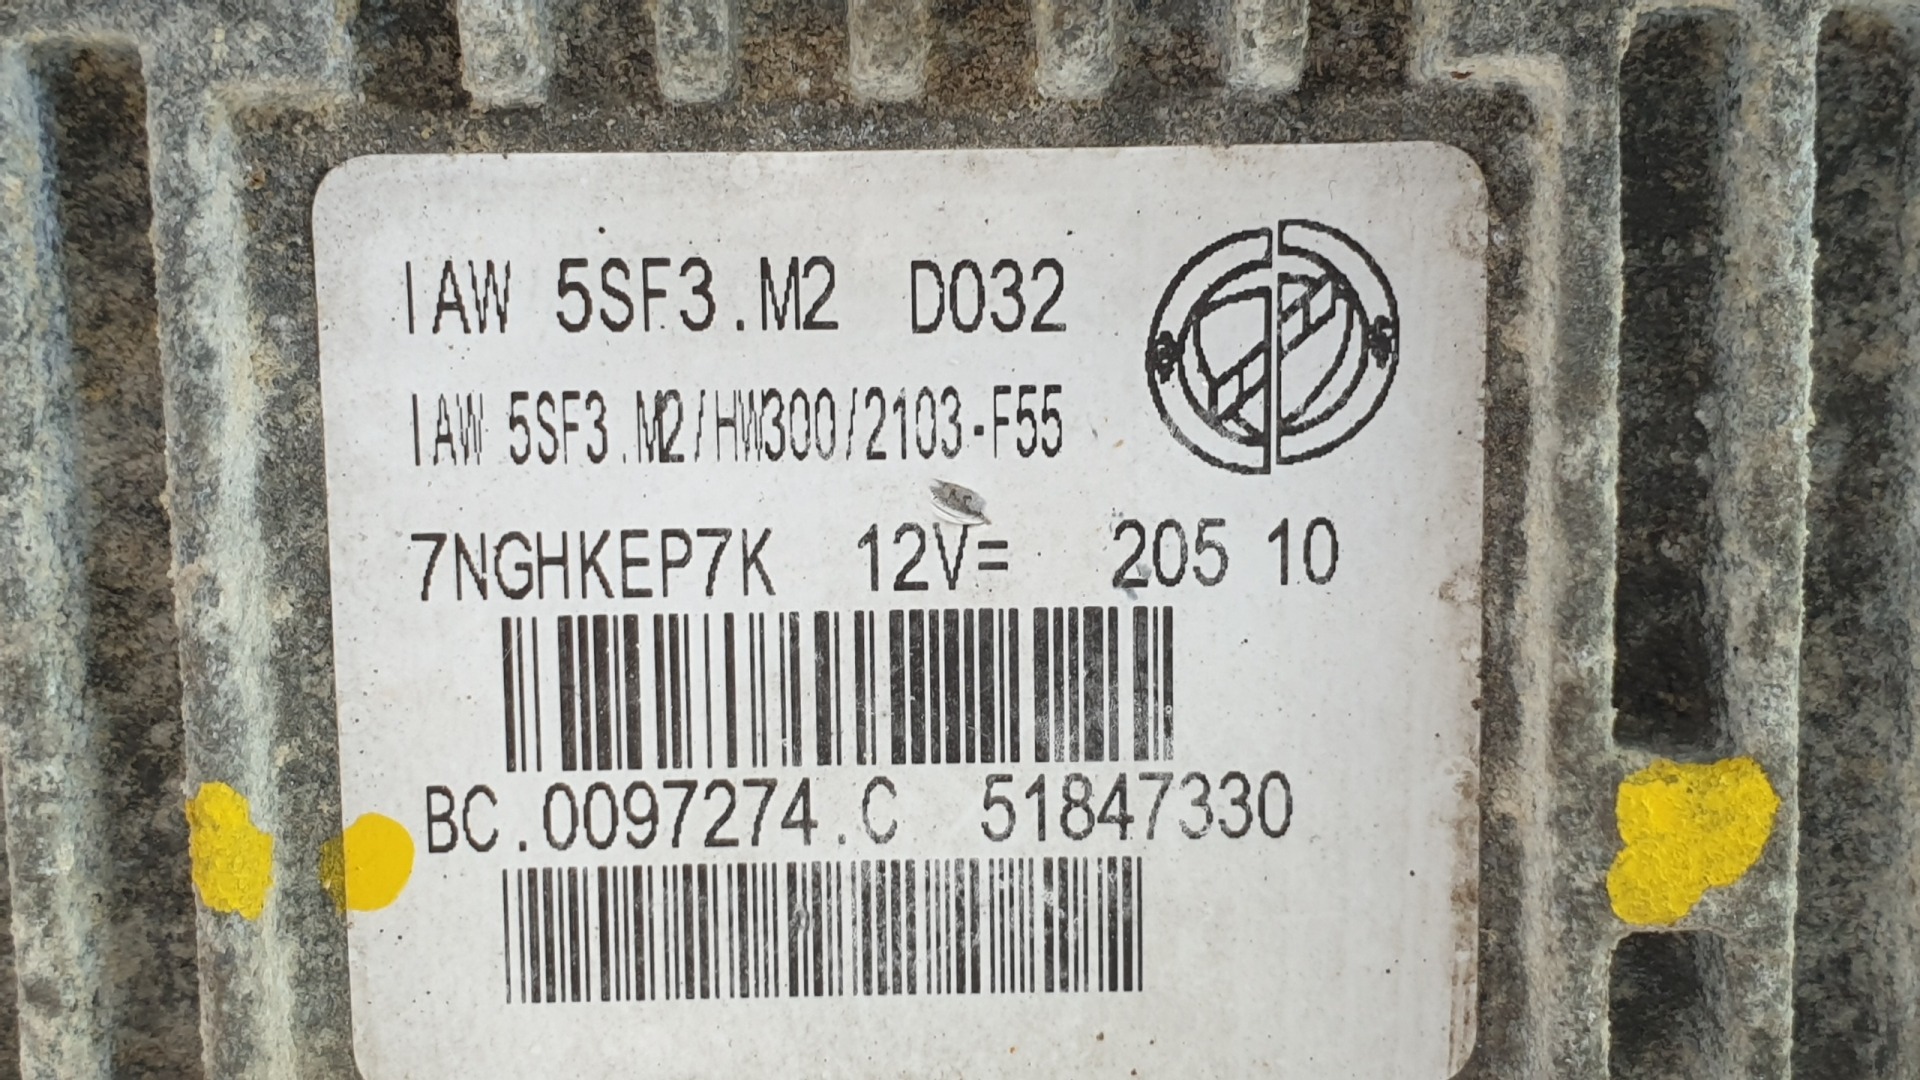 IAW 5SF3.M2 D032
IAW 5SF3.M2/HW300/2103-F55
7NGHKEP7K 12V= 205 10
BC.0097274.C 51847330